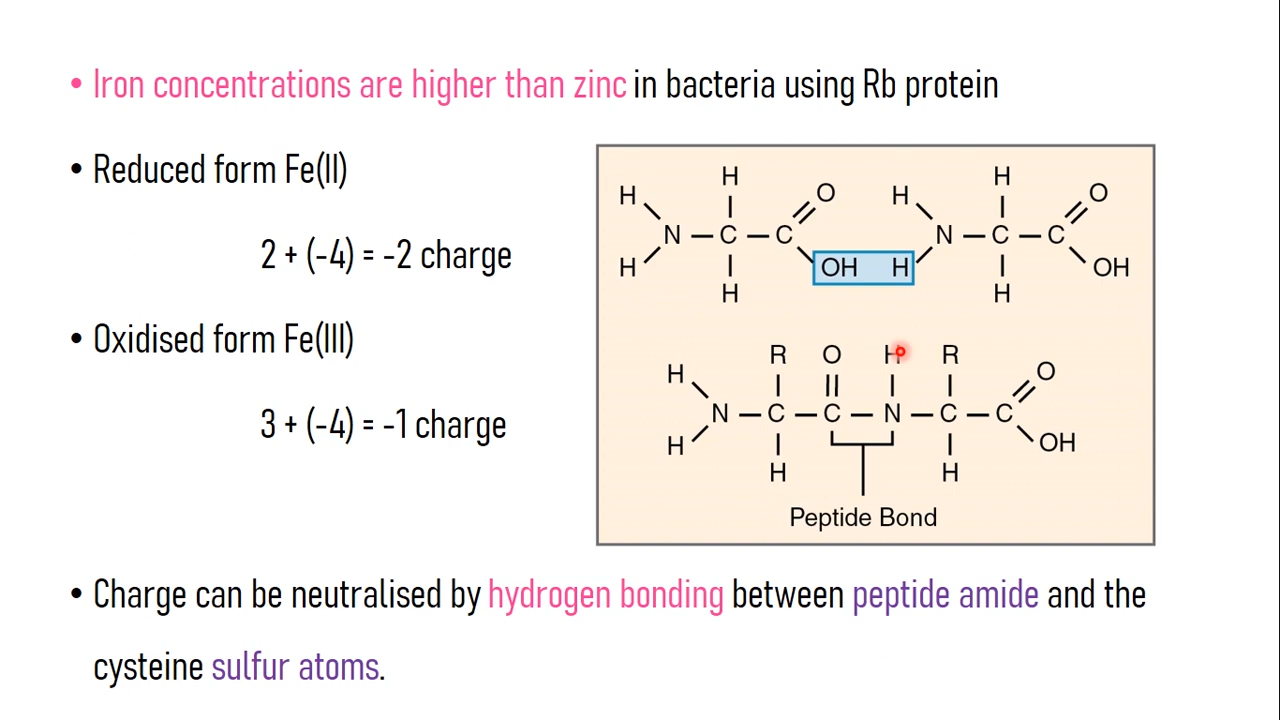 • Iron concentrations are higher than zinc in bacteria using Rb protein
• Reduced form Fe(II)
2 + (-4) = -2 charge
• Oxidised form Fe(III)
3 + (-4) = -1 charge
H H O H H O
H N — C — C N — C — C
H H OH H H OH
R O H R
H O
N — C — C — N — C — C
H H H OH
Peptide Bond
• Charge can be neutralised by hydrogen bonding between peptide amide and the
cysteine sulfur atoms.